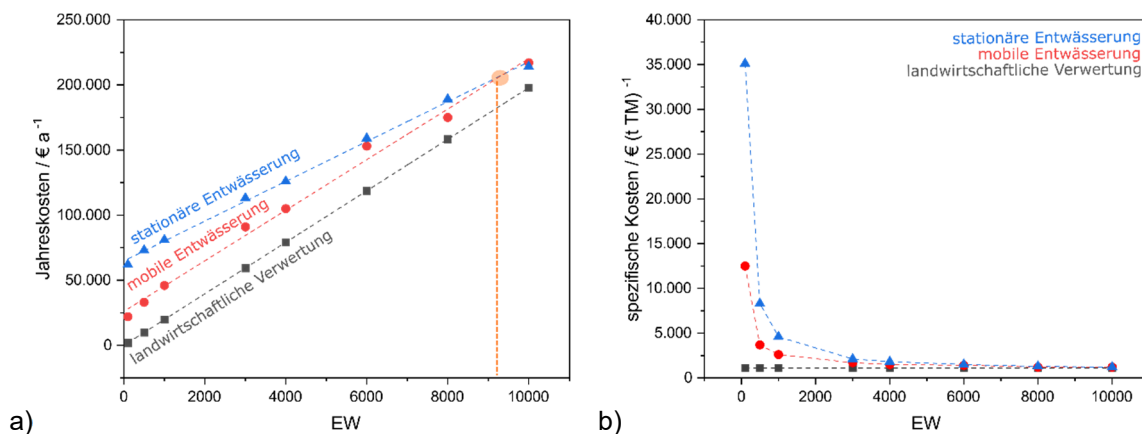 250.000
200.000
150.000
100.000
50.000
0
Jahreskosten / € a⁻¹
stationäre Entwässerung
mobile Entwässerung
landwirtschaftliche Verwertung
0 2000 4000 6000 8000 10000
EW
a)
40.000
35.000
30.000
25.000
20.000
15.000
10.000
5.000
0.000
spezifische Kosten / € (t TM)⁻¹
stationäre Entwässerung
mobile Entwässerung
landwirtschaftliche Verwertung
0 2000 4000 6000 8000 10000
EW
b)